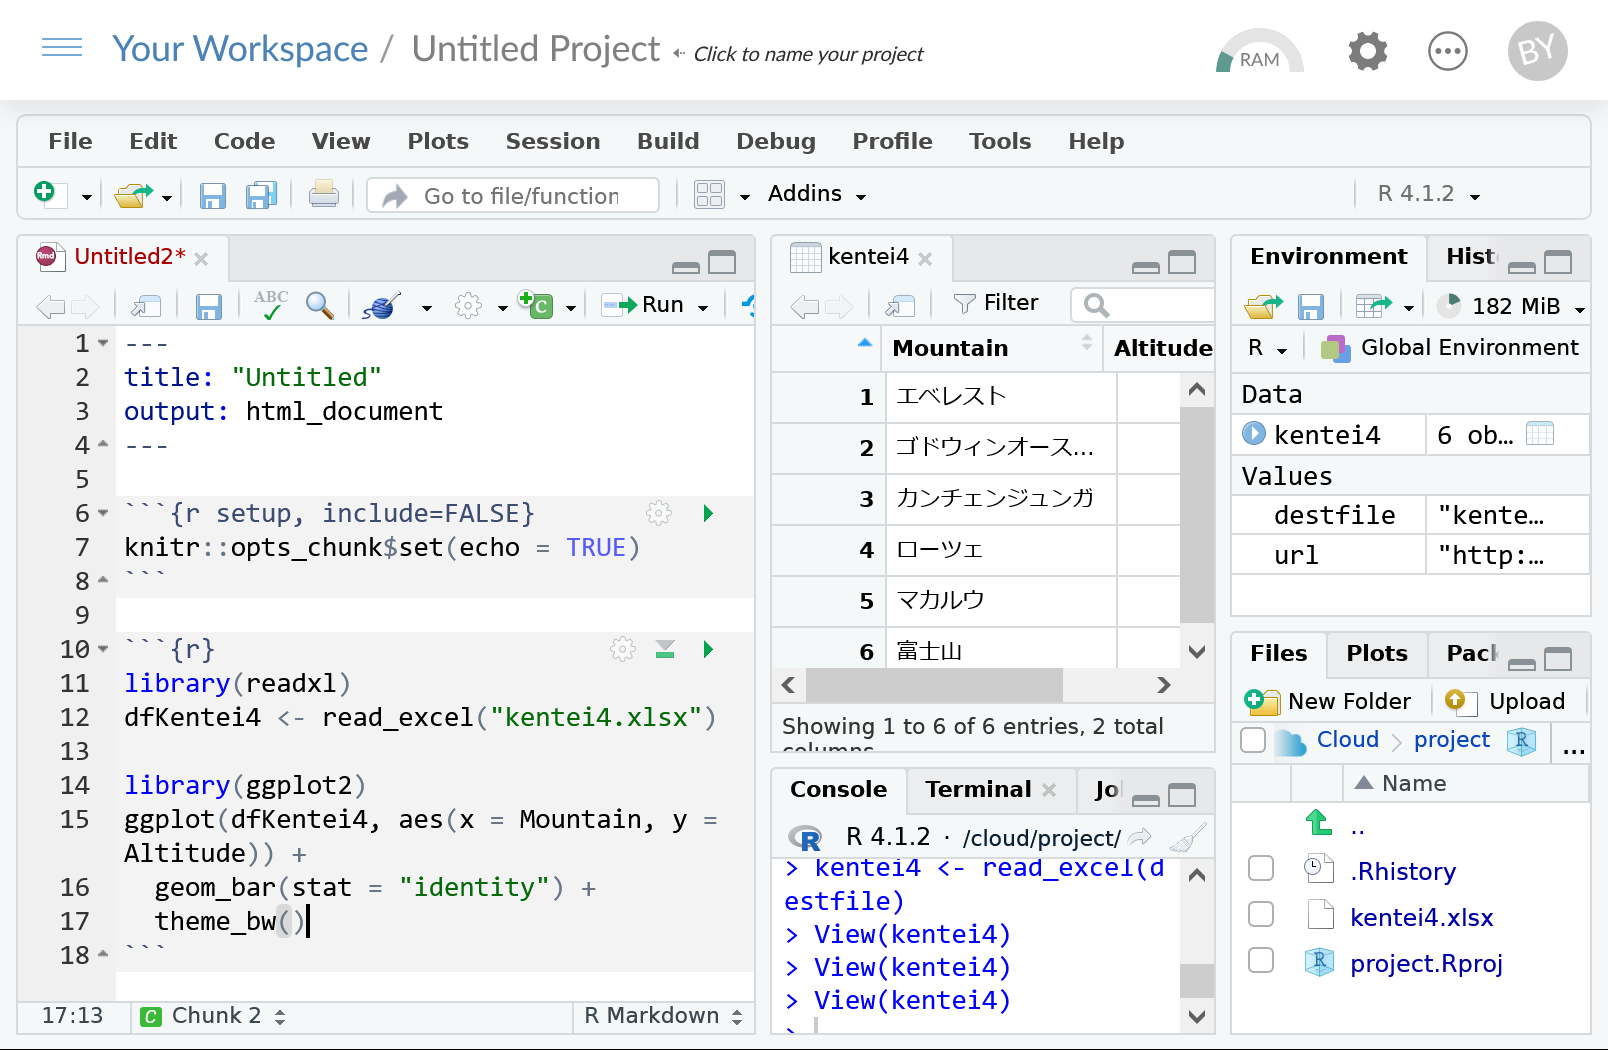 Your Workspace / Untitled Project Click to name your project
RAM
BY
File Edit Code View Plots Session Build Debug Profile Tools Help
Go to file/function
Addins
R 4.1.2
Rmd Untitled2*
ABC
Run
1 ---
2 title: "Untitled"
3 output: html_document
4 ---
5
6 ```{r setup, include=FALSE}
7 knitr::opts_chunk$set(echo = TRUE)
8 ```
9
10 ```{r}
11 library(readxl)
12 dfKentei4 <- read_excel("kentei4.xlsx")
13
14 library(ggplot2)
15 ggplot(dfKentei4, aes(x = Mountain, y =
Altitude)) +
16 geom_bar(stat = "identity") +
17 theme_bw()
18 ```
17:13 C Chunk 2 R Markdown
kentei4
Filter
Mountain Altitude
1 エベレスト
2 ゴドウィンオース…
3 カンチェンジュンガ
4 ローツェ
5 マカルウ
6 富士山
Showing 1 to 6 of 6 entries, 2 total
columns
Console Terminal
R R 4.1.2 · /cloud/project/
> kentei4 <- read_excel(d
estfile)
> View(kentei4)
> View(kentei4)
> View(kentei4)
>
Environment
182 MiB
R Global Environment
Data
kentei4 6 ob…
Values
destfile "kente…
url "http:…
Files Plots
New Folder Upload
Cloud project R ...
Name
..
.Rhistory
kentei4.xlsx
project.Rproj